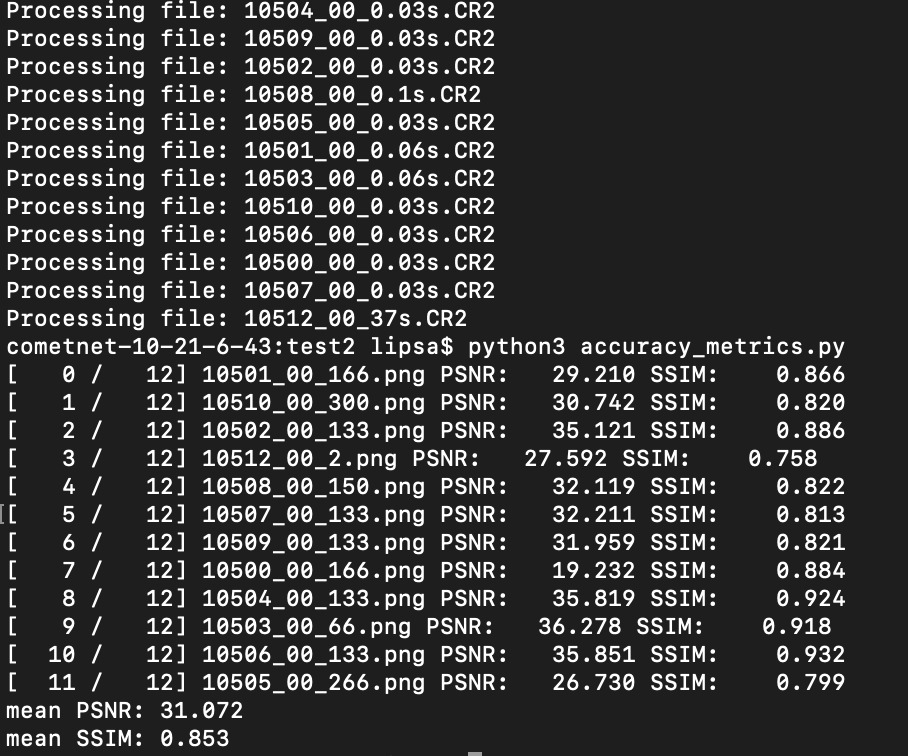 Processing file: 10504_00_0.03s.CR2
Processing file: 10509_00_0.03s.CR2
Processing file: 10502_00_0.03s.CR2
Processing file: 10508_00_0.1s.CR2
Processing file: 10505_00_0.03s.CR2
Processing file: 10501_00_0.06s.CR2
Processing file: 10503_00_0.06s.CR2
Processing file: 10510_00_0.03s.CR2
Processing file: 10506_00_0.03s.CR2
Processing file: 10500_00_0.03s.CR2
Processing file: 10507_00_0.03s.CR2
Processing file: 10512_00_37s.CR2
cometnet-10-21-6-43:test2 lipsa$ python3 accuracy_metrics.py
[   0 /   12] 10501_00_166.png PSNR:   29.210 SSIM:    0.866
[   1 /   12] 10510_00_300.png PSNR:   30.742 SSIM:    0.820
[   2 /   12] 10502_00_133.png PSNR:   35.121 SSIM:    0.886
[   3 /   12] 10512_00_2.png PSNR:   27.592 SSIM:    0.758
[   4 /   12] 10508_00_150.png PSNR:   32.119 SSIM:    0.822
[[   5 /   12] 10507_00_133.png PSNR:   32.211 SSIM:    0.813
[   6 /   12] 10509_00_133.png PSNR:   31.959 SSIM:    0.821
[   7 /   12] 10500_00_166.png PSNR:   19.232 SSIM:    0.884
[   8 /   12] 10504_00_133.png PSNR:   35.819 SSIM:    0.924
[   9 /   12] 10503_00_66.png PSNR:   36.278 SSIM:    0.918
[  10 /   12] 10506_00_133.png PSNR:   35.851 SSIM:    0.932
[  11 /   12] 10505_00_266.png PSNR:   26.730 SSIM:    0.799
mean PSNR: 31.072
mean SSIM: 0.853